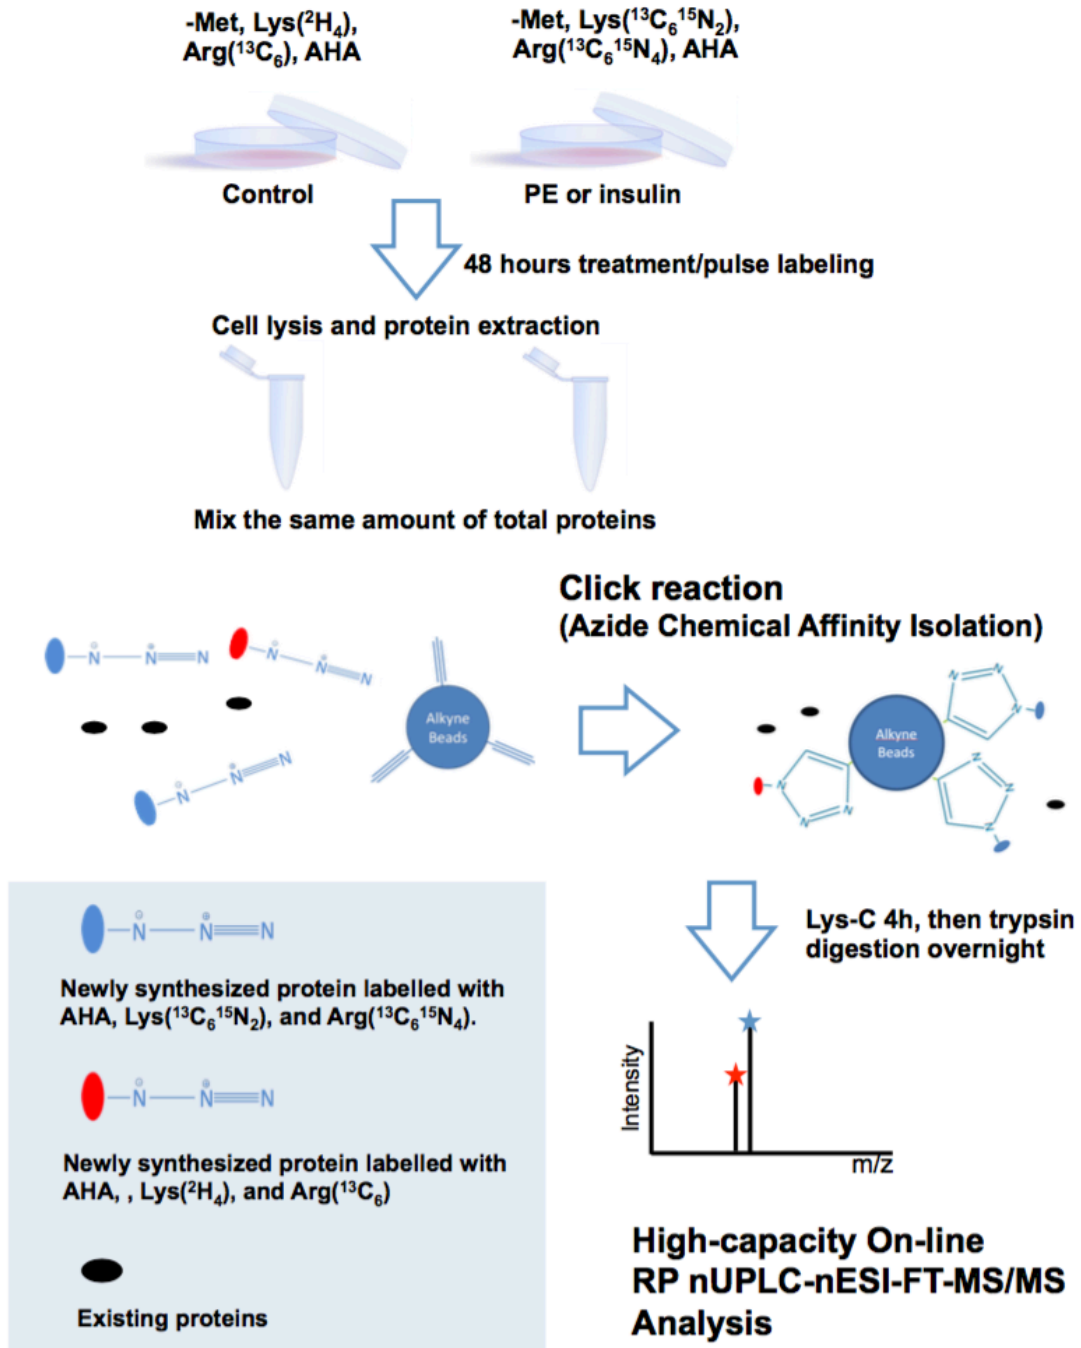 -Met, Lys(²H₄),
Arg(¹³C₆), AHA
-Met, Lys(¹³C₆¹⁵N₂),
Arg(¹³C₆¹⁵N₄), AHA
Control
PE or insulin
48 hours treatment/pulse labeling
Cell lysis and protein extraction
Mix the same amount of total proteins
Click reaction
(Azide Chemical Affinity Isolation)
N N N
N N N
N N N
Alkyne
Beads
N N N
N N N
N N N
Alkyne
Beads
Lys-C 4h, then trypsin
digestion overnight
N N N
Newly synthesized protein labelled with
AHA, Lys(¹³C₆¹⁵N₂), and Arg(¹³C₆¹⁵N₄).
N N N
Newly synthesized protein labelled with
AHA, , Lys(²H₄), and Arg(¹³C₆)
Existing proteins
Intensity
m/z
High-capacity On-line
RP nUPLC-nESI-FT-MS/MS
Analysis